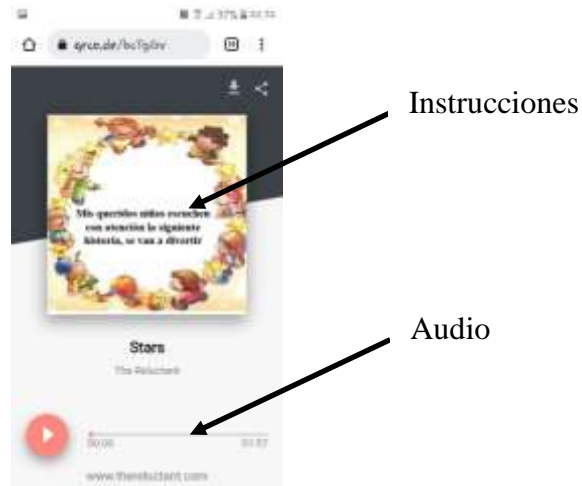 37%
Instrucciones
Mis queridos niños escuchen
con atención la siguiente
historia, se van a divertir
Stars
The Reluctant
Audio
00:00
www.thereluctant.com